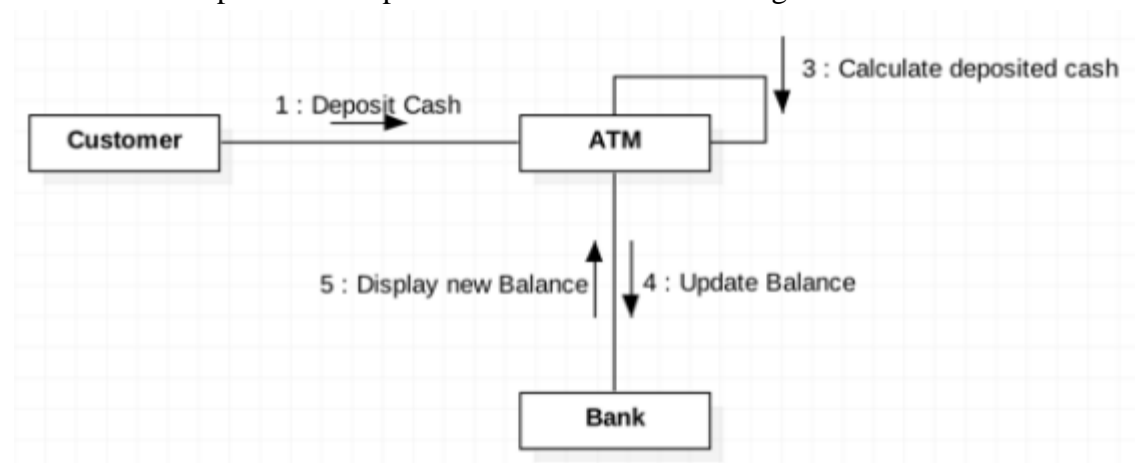 3 : Calculate deposited cash
1 : Deposit Cash
Customer
ATM
5 : Display new Balance
4 : Update Balance
Bank